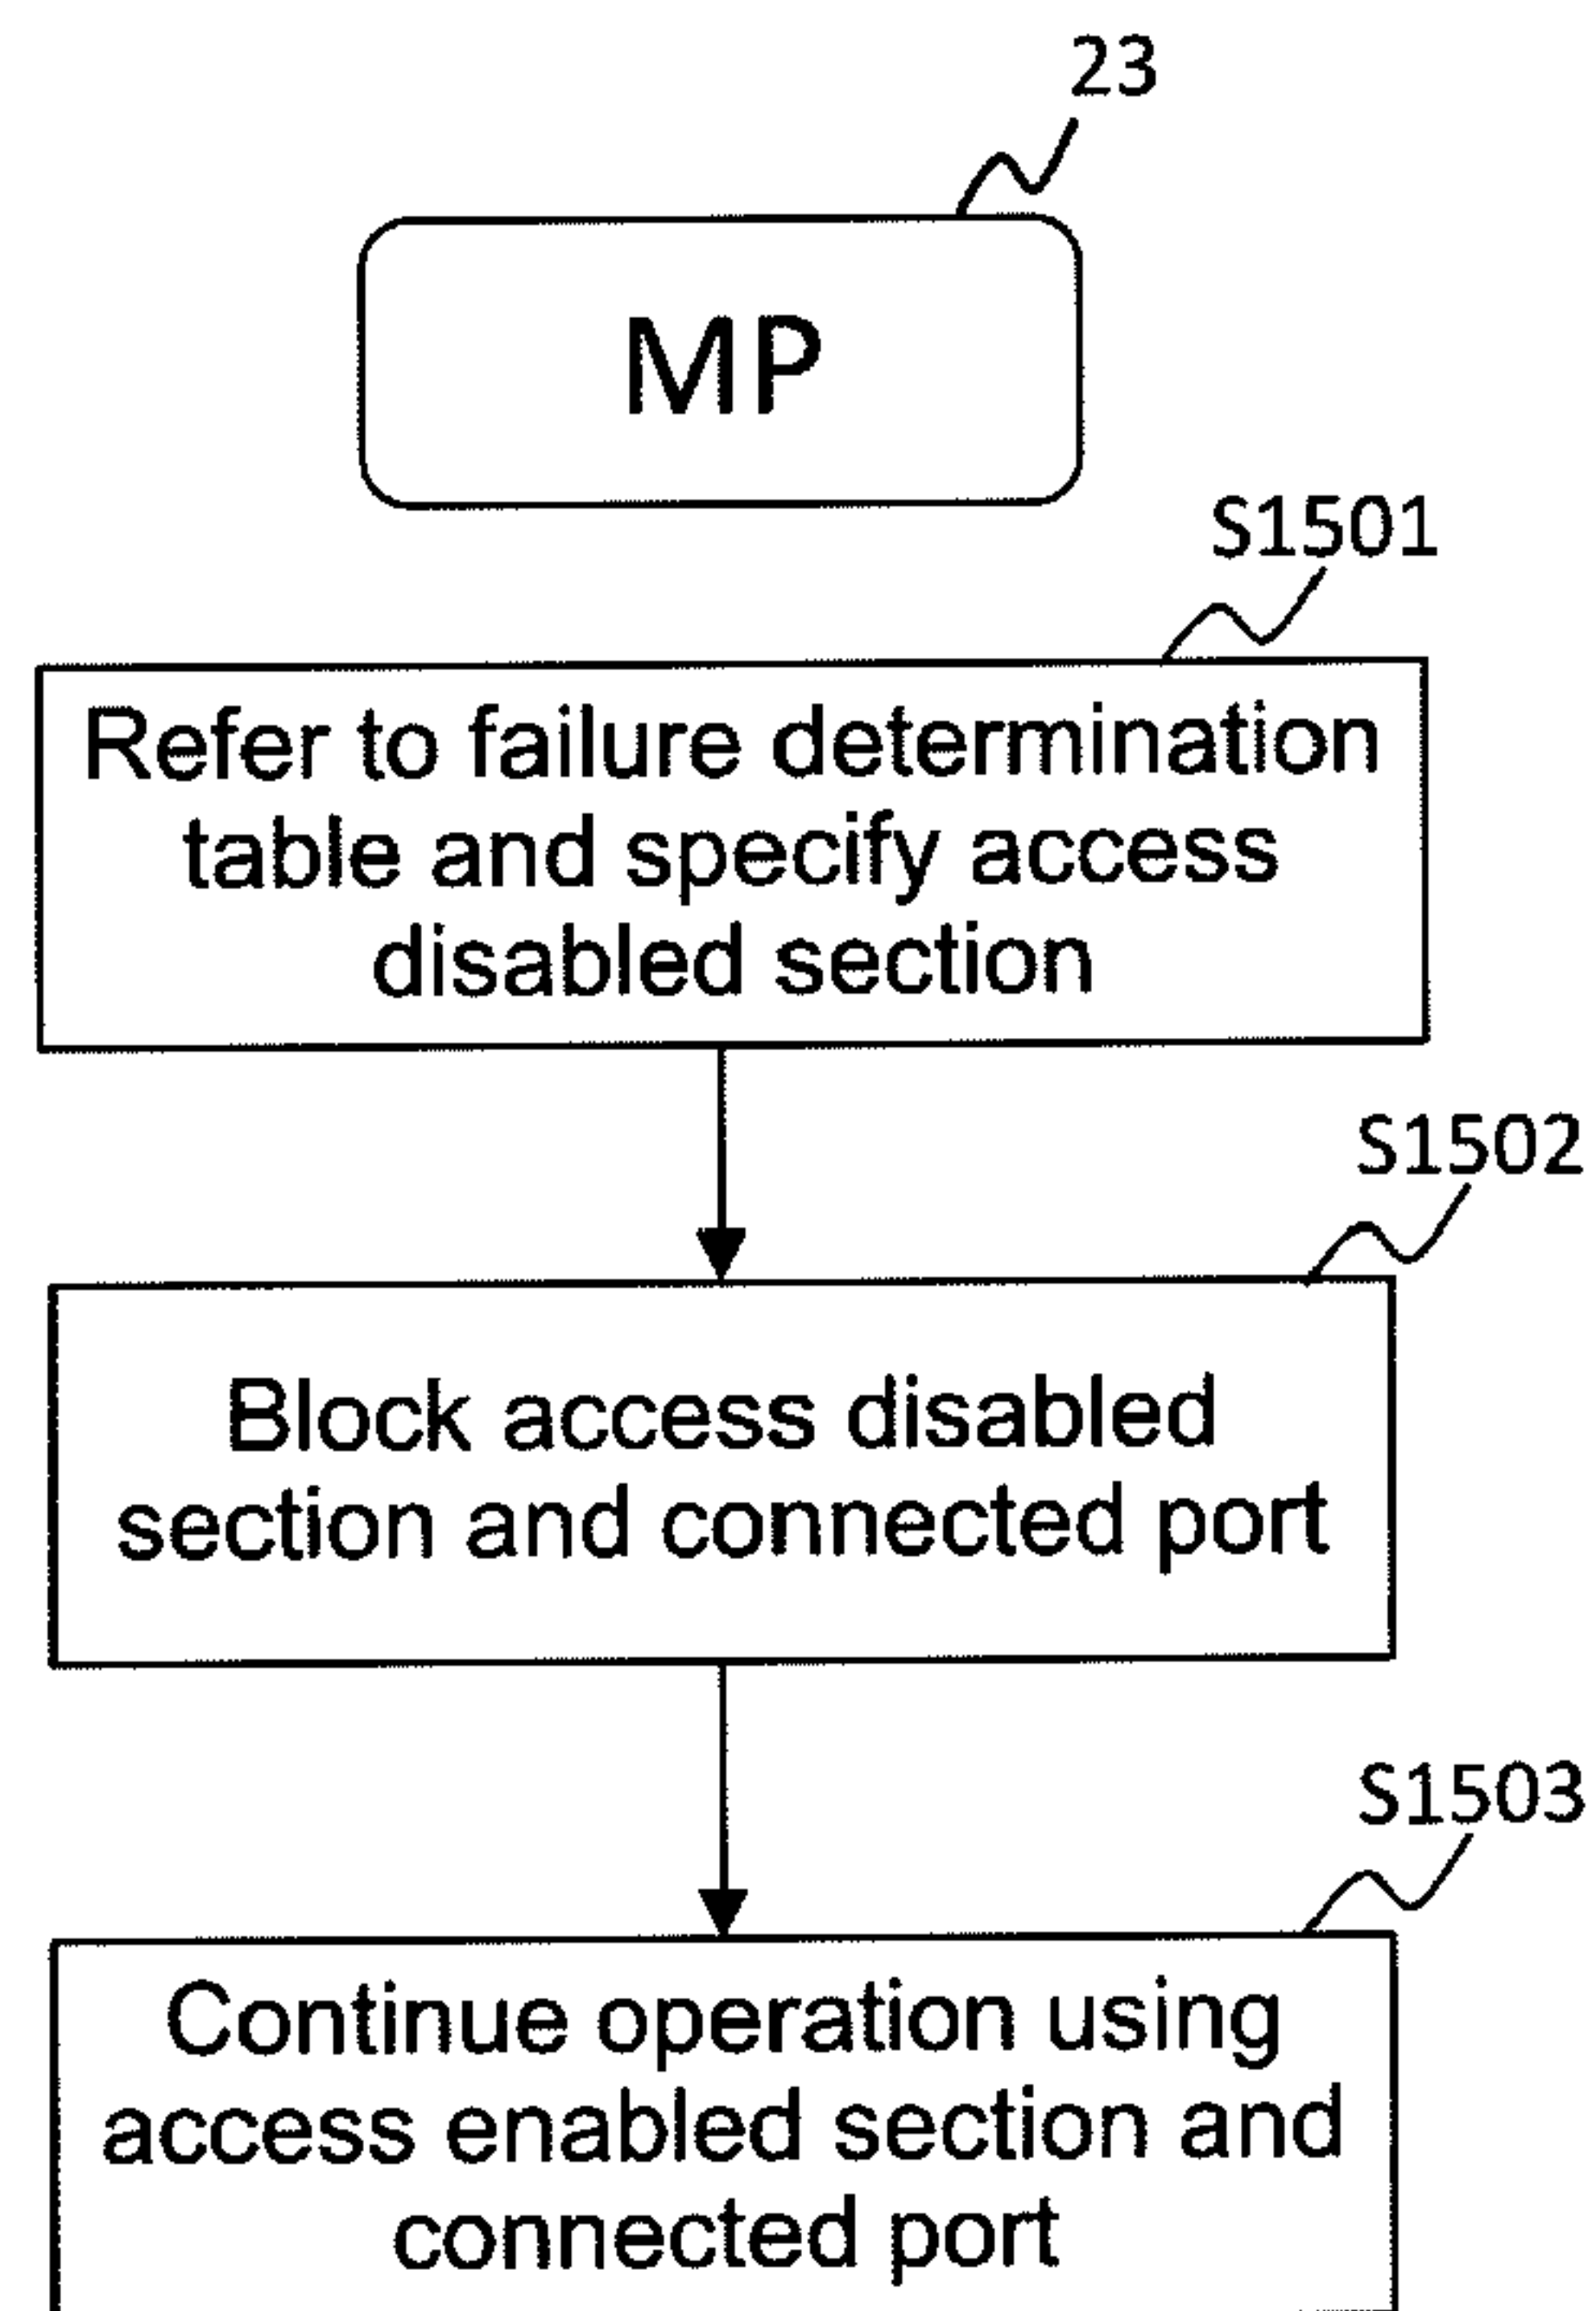 23
MP
S1501
Refer to failure determination
table and specify access
disabled section
S1502
Block access disabled
section and connected port
S1503
Continue operation using
access enabled section and
connected port